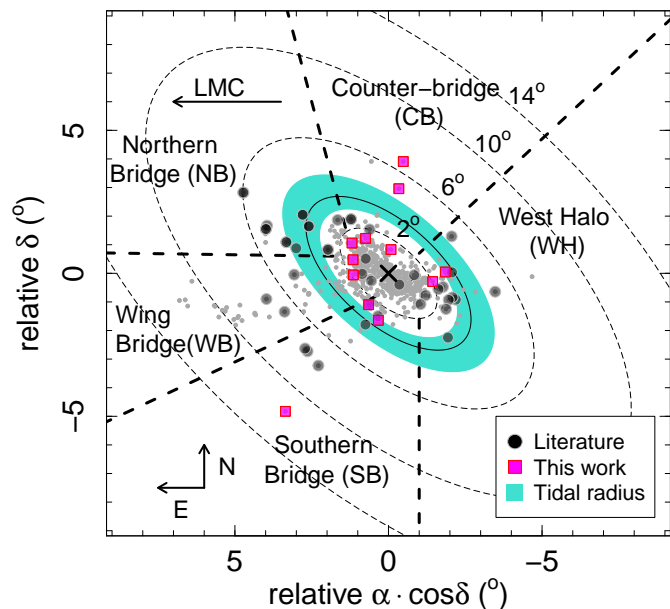 LMC
Counter−bridge
(CB)
14°
10°
6°
2°
Northern
Bridge (NB)
West Halo
(WH)
Wing
Bridge(WB)
Southern
Bridge (SB)
N
E
Literature
This work
Tidal radius
5
0
−5
relative δ (°)
5
0
−5
relative α · cosδ (°)